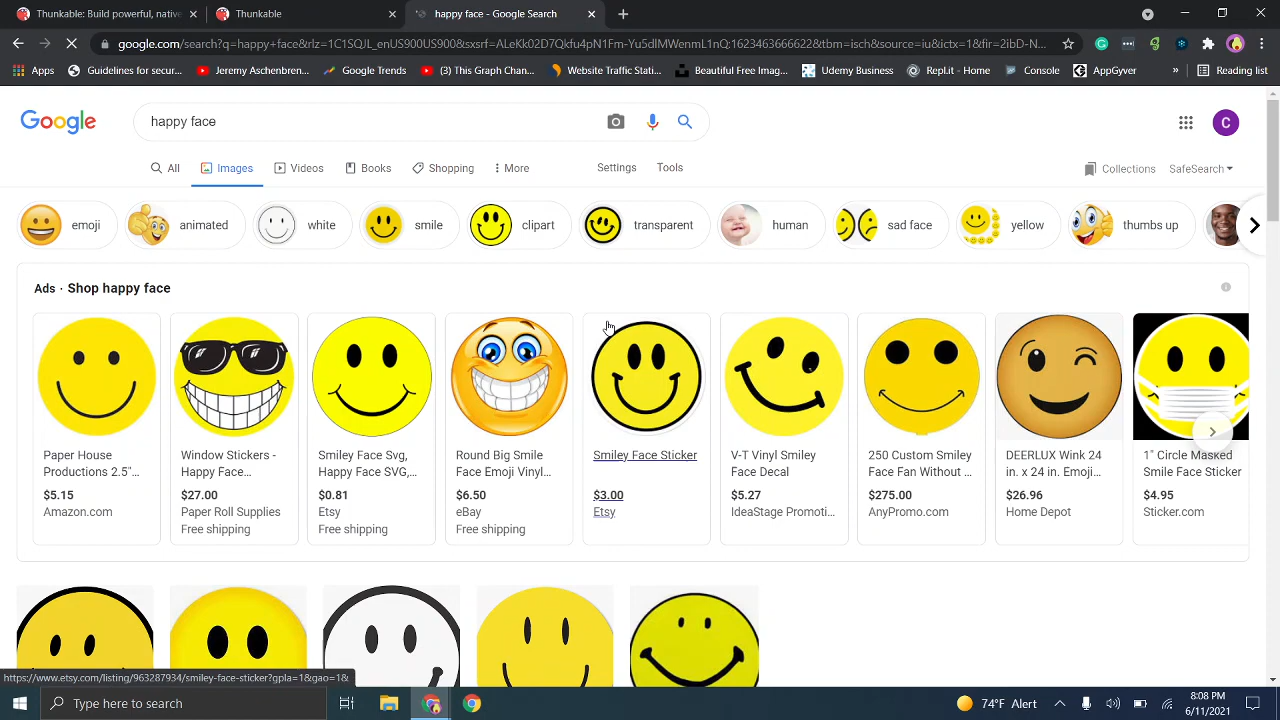 Thunkable: Build powerful, native
Thunkable
happy face - Google Search
google.com/search?q=happy+face&rlz=1C1SQJL_enUS900US900&sxsrf=ALeKk02D7Qkfu4pN1Fm-Yu5dIMWenmL1nQ:1623463666622&tbm=isch&source=iu&ictx=1&fir=2ibD-N...
Apps
Guidelines for secur...
Jeremy Aschenbren...
Google Trends
(3) This Graph Chan...
Website Traffic Stati...
Beautiful Free Imag...
Udemy Business
Repl.it - Home
Console
AppGyver
»
Reading list
Google
happy face
C
All
Images
Videos
Books
Shopping
More
Settings
Tools
Collections
SafeSearch
emoji
animated
white
smile
clipart
transparent
human
sad face
yellow
thumbs up
Ads · Shop happy face
Paper House
Productions 2.5"...
$5.15
Amazon.com
Window Stickers -
Happy Face...
$27.00
Paper Roll Supplies
Free shipping
Smiley Face Svg,
Happy Face SVG,...
$0.81
Etsy
Free shipping
Round Big Smile
Face Emoji Vinyl...
$6.50
eBay
Free shipping
Smiley Face Sticker
$3.00
Etsy
V-T Vinyl Smiley
Face Decal
$5.27
IdeaStage Promoti...
250 Custom Smiley
Face Fan Without ...
$275.00
AnyPromo.com
DEERLUX Wink 24
in. x 24 in. Emoji...
$26.96
Home Depot
1" Circle Masked
Smile Face Sticker
$4.95
Sticker.com
https://www.etsy.com/listing/963287934/smiley-face-sticker?gpla=1&gao=1&
Type here to search
74°F Alert
8:08 PM
6/11/2021